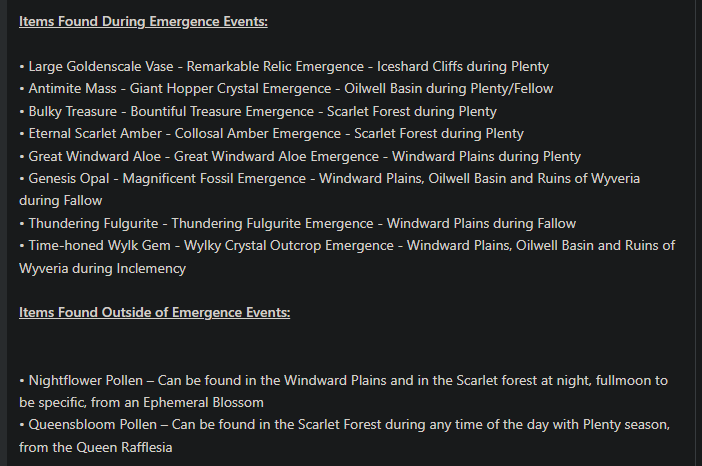 Items Found During Emergence Events:
• Large Goldenscale Vase - Remarkable Relic Emergence - Iceshard Cliffs during Plenty
• Antimite Mass - Giant Hopper Crystal Emergence - Oilwell Basin during Plenty/Fellow
• Bulky Treasure - Bountiful Treasure Emergence - Scarlet Forest during Plenty
• Eternal Scarlet Amber - Collosal Amber Emergence - Scarlet Forest during Plenty
• Great Windward Aloe - Great Windward Aloe Emergence - Windward Plains during Plenty
• Genesis Opal - Magnificent Fossil Emergence - Windward Plains, Oilwell Basin and Ruins of Wyveria
during Fallow
• Thundering Fulgurite - Thundering Fulgurite Emergence - Windward Plains during Fallow
• Time-honed Wylk Gem - Wylky Crystal Outcrop Emergence - Windward Plains, Oilwell Basin and Ruins of
Wyveria during Inclemency
Items Found Outside of Emergence Events:
• Nightflower Pollen – Can be found in the Windward Plains and in the Scarlet forest at night, fullmoon to
be specific, from an Ephemeral Blossom
• Queensbloom Pollen – Can be found in the Scarlet Forest during any time of the day with Plenty season,
from the Queen Rafflesia